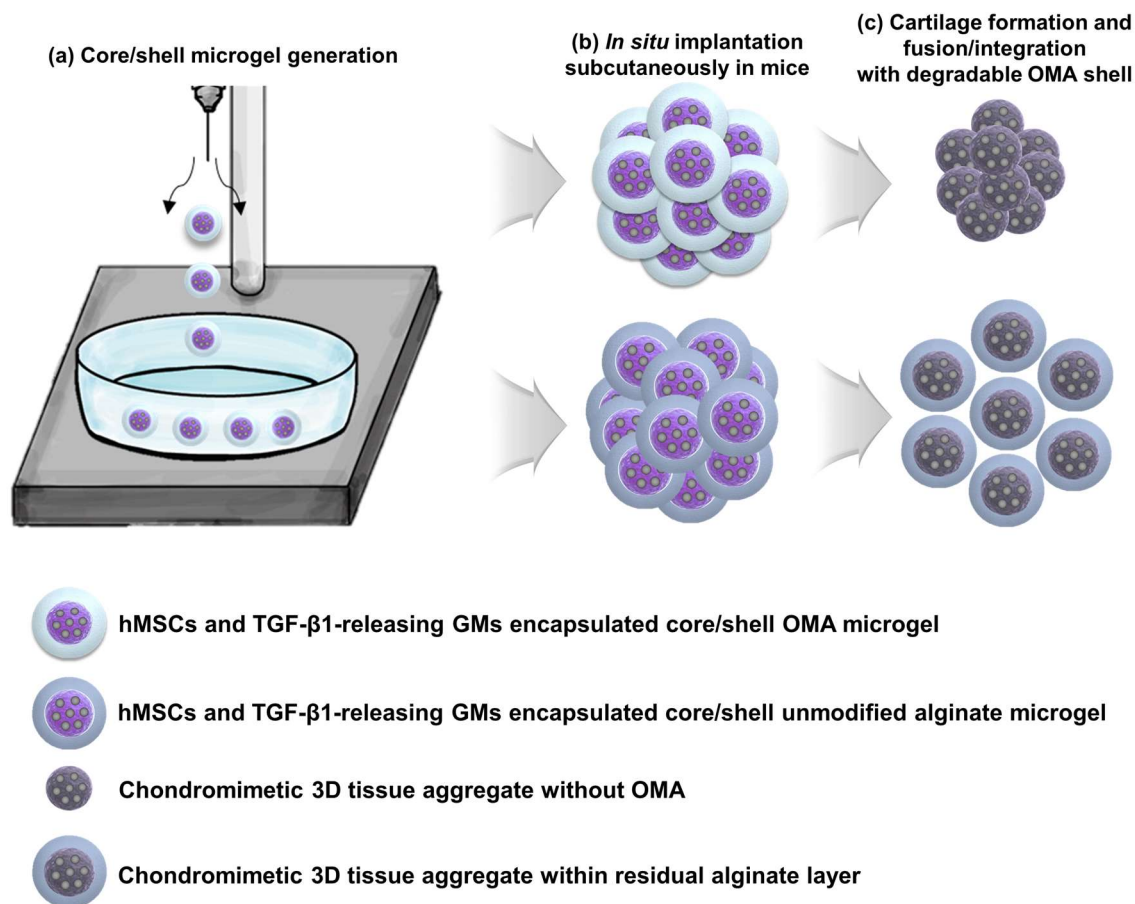 (a) Core/shell microgel generation
(b) In situ implantation
subcutaneously in mice
(c) Cartilage formation and
fusion/integration
with degradable OMA shell
hMSCs and TGF-β1-releasing GMs encapsulated core/shell OMA microgel
hMSCs and TGF-β1-releasing GMs encapsulated core/shell unmodified alginate microgel
Chondromimetic 3D tissue aggregate without OMA
Chondromimetic 3D tissue aggregate within residual alginate layer